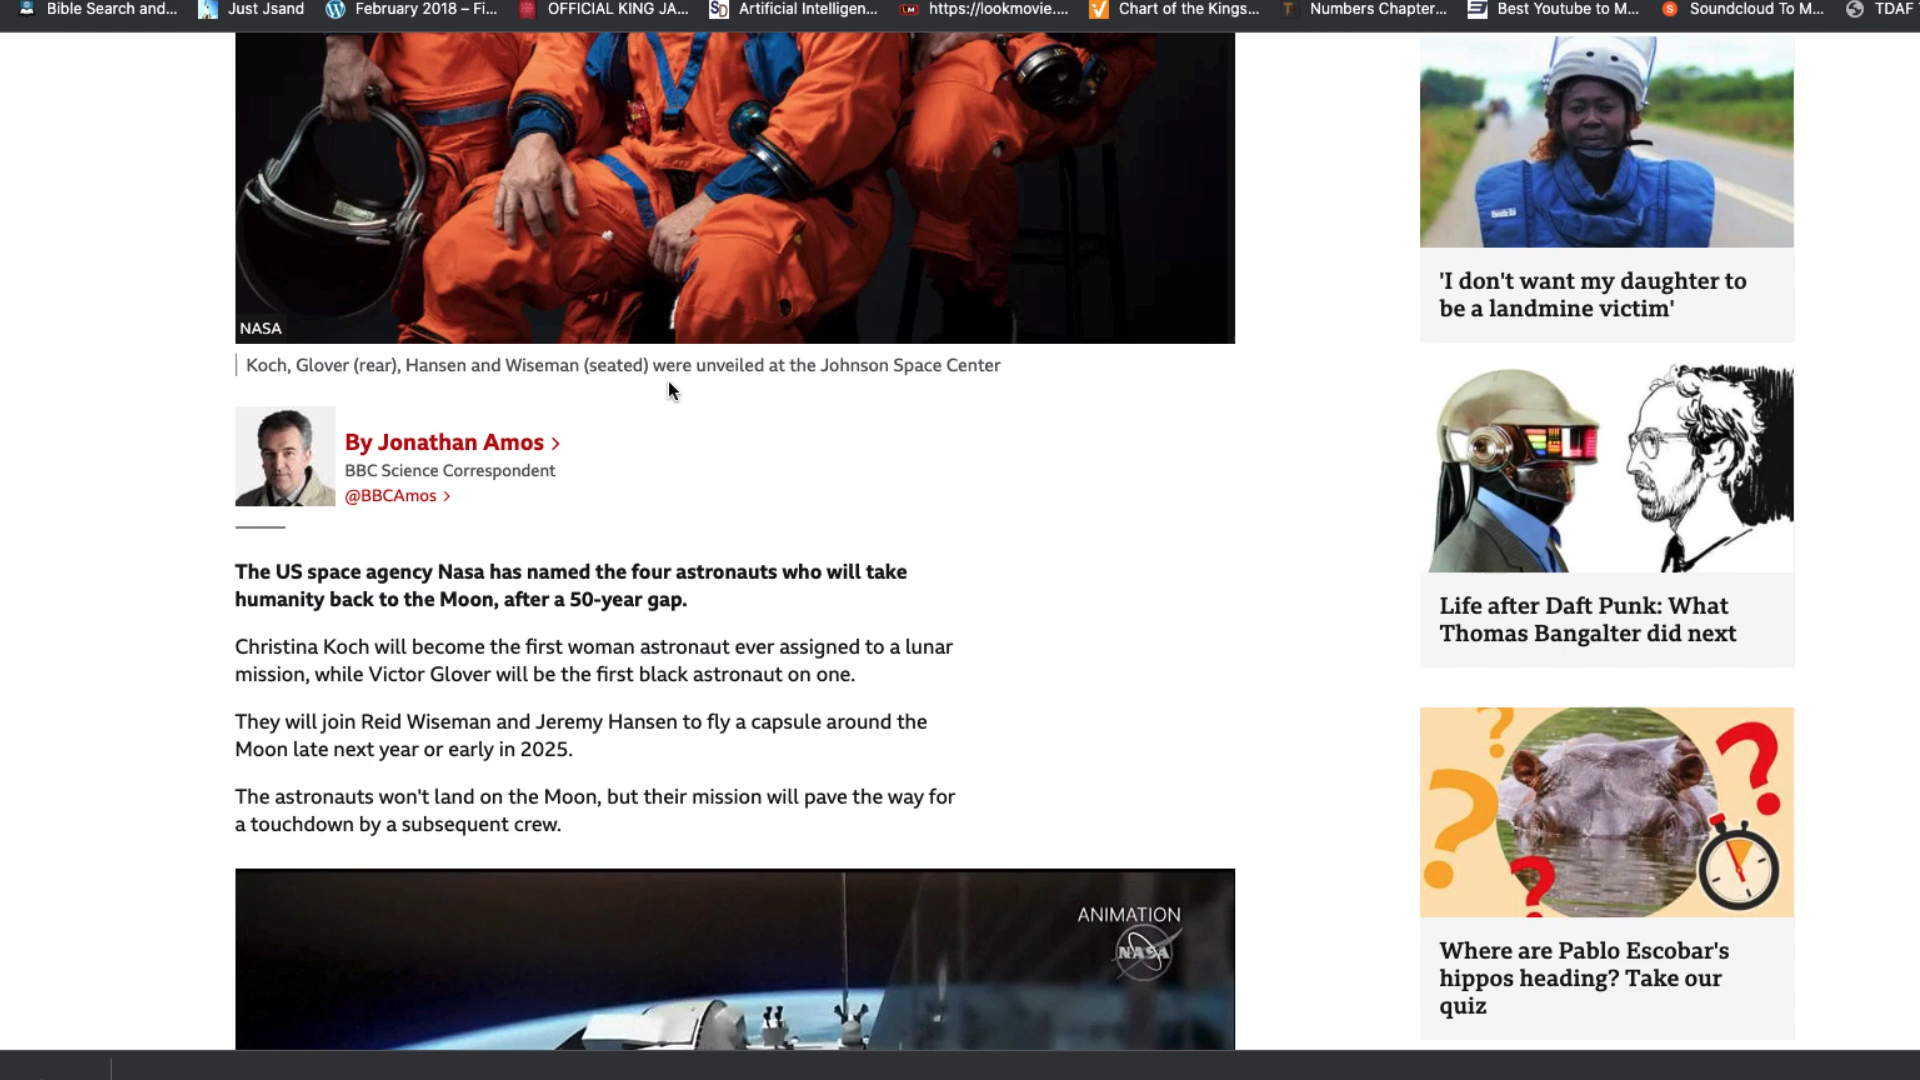 Bible Search and... Just Jsand February 2018 – Fi... OFFICIAL KING JA... SD Artificial Intelligen... LM https://lookmovie.... Chart of the Kings... T Numbers Chapter... Best Youtube to M... S Soundcloud To M... TDAF
'I don't want my daughter to
be a landmine victim'
NASA
Koch, Glover (rear), Hansen and Wiseman (seated) were unveiled at the Johnson Space Center
By Jonathan Amos >
BBC Science Correspondent
@BBCAmos >
The US space agency Nasa has named the four astronauts who will take
humanity back to the Moon, after a 50-year gap.
Christina Koch will become the first woman astronaut ever assigned to a lunar
mission, while Victor Glover will be the first black astronaut on one.
They will join Reid Wiseman and Jeremy Hansen to fly a capsule around the
Moon late next year or early in 2025.
The astronauts won't land on the Moon, but their mission will pave the way for
a touchdown by a subsequent crew.
ANIMATION
NASA
Life after Daft Punk: What
Thomas Bangalter did next
? ? ? ?
Where are Pablo Escobar's
hippos heading? Take our
quiz